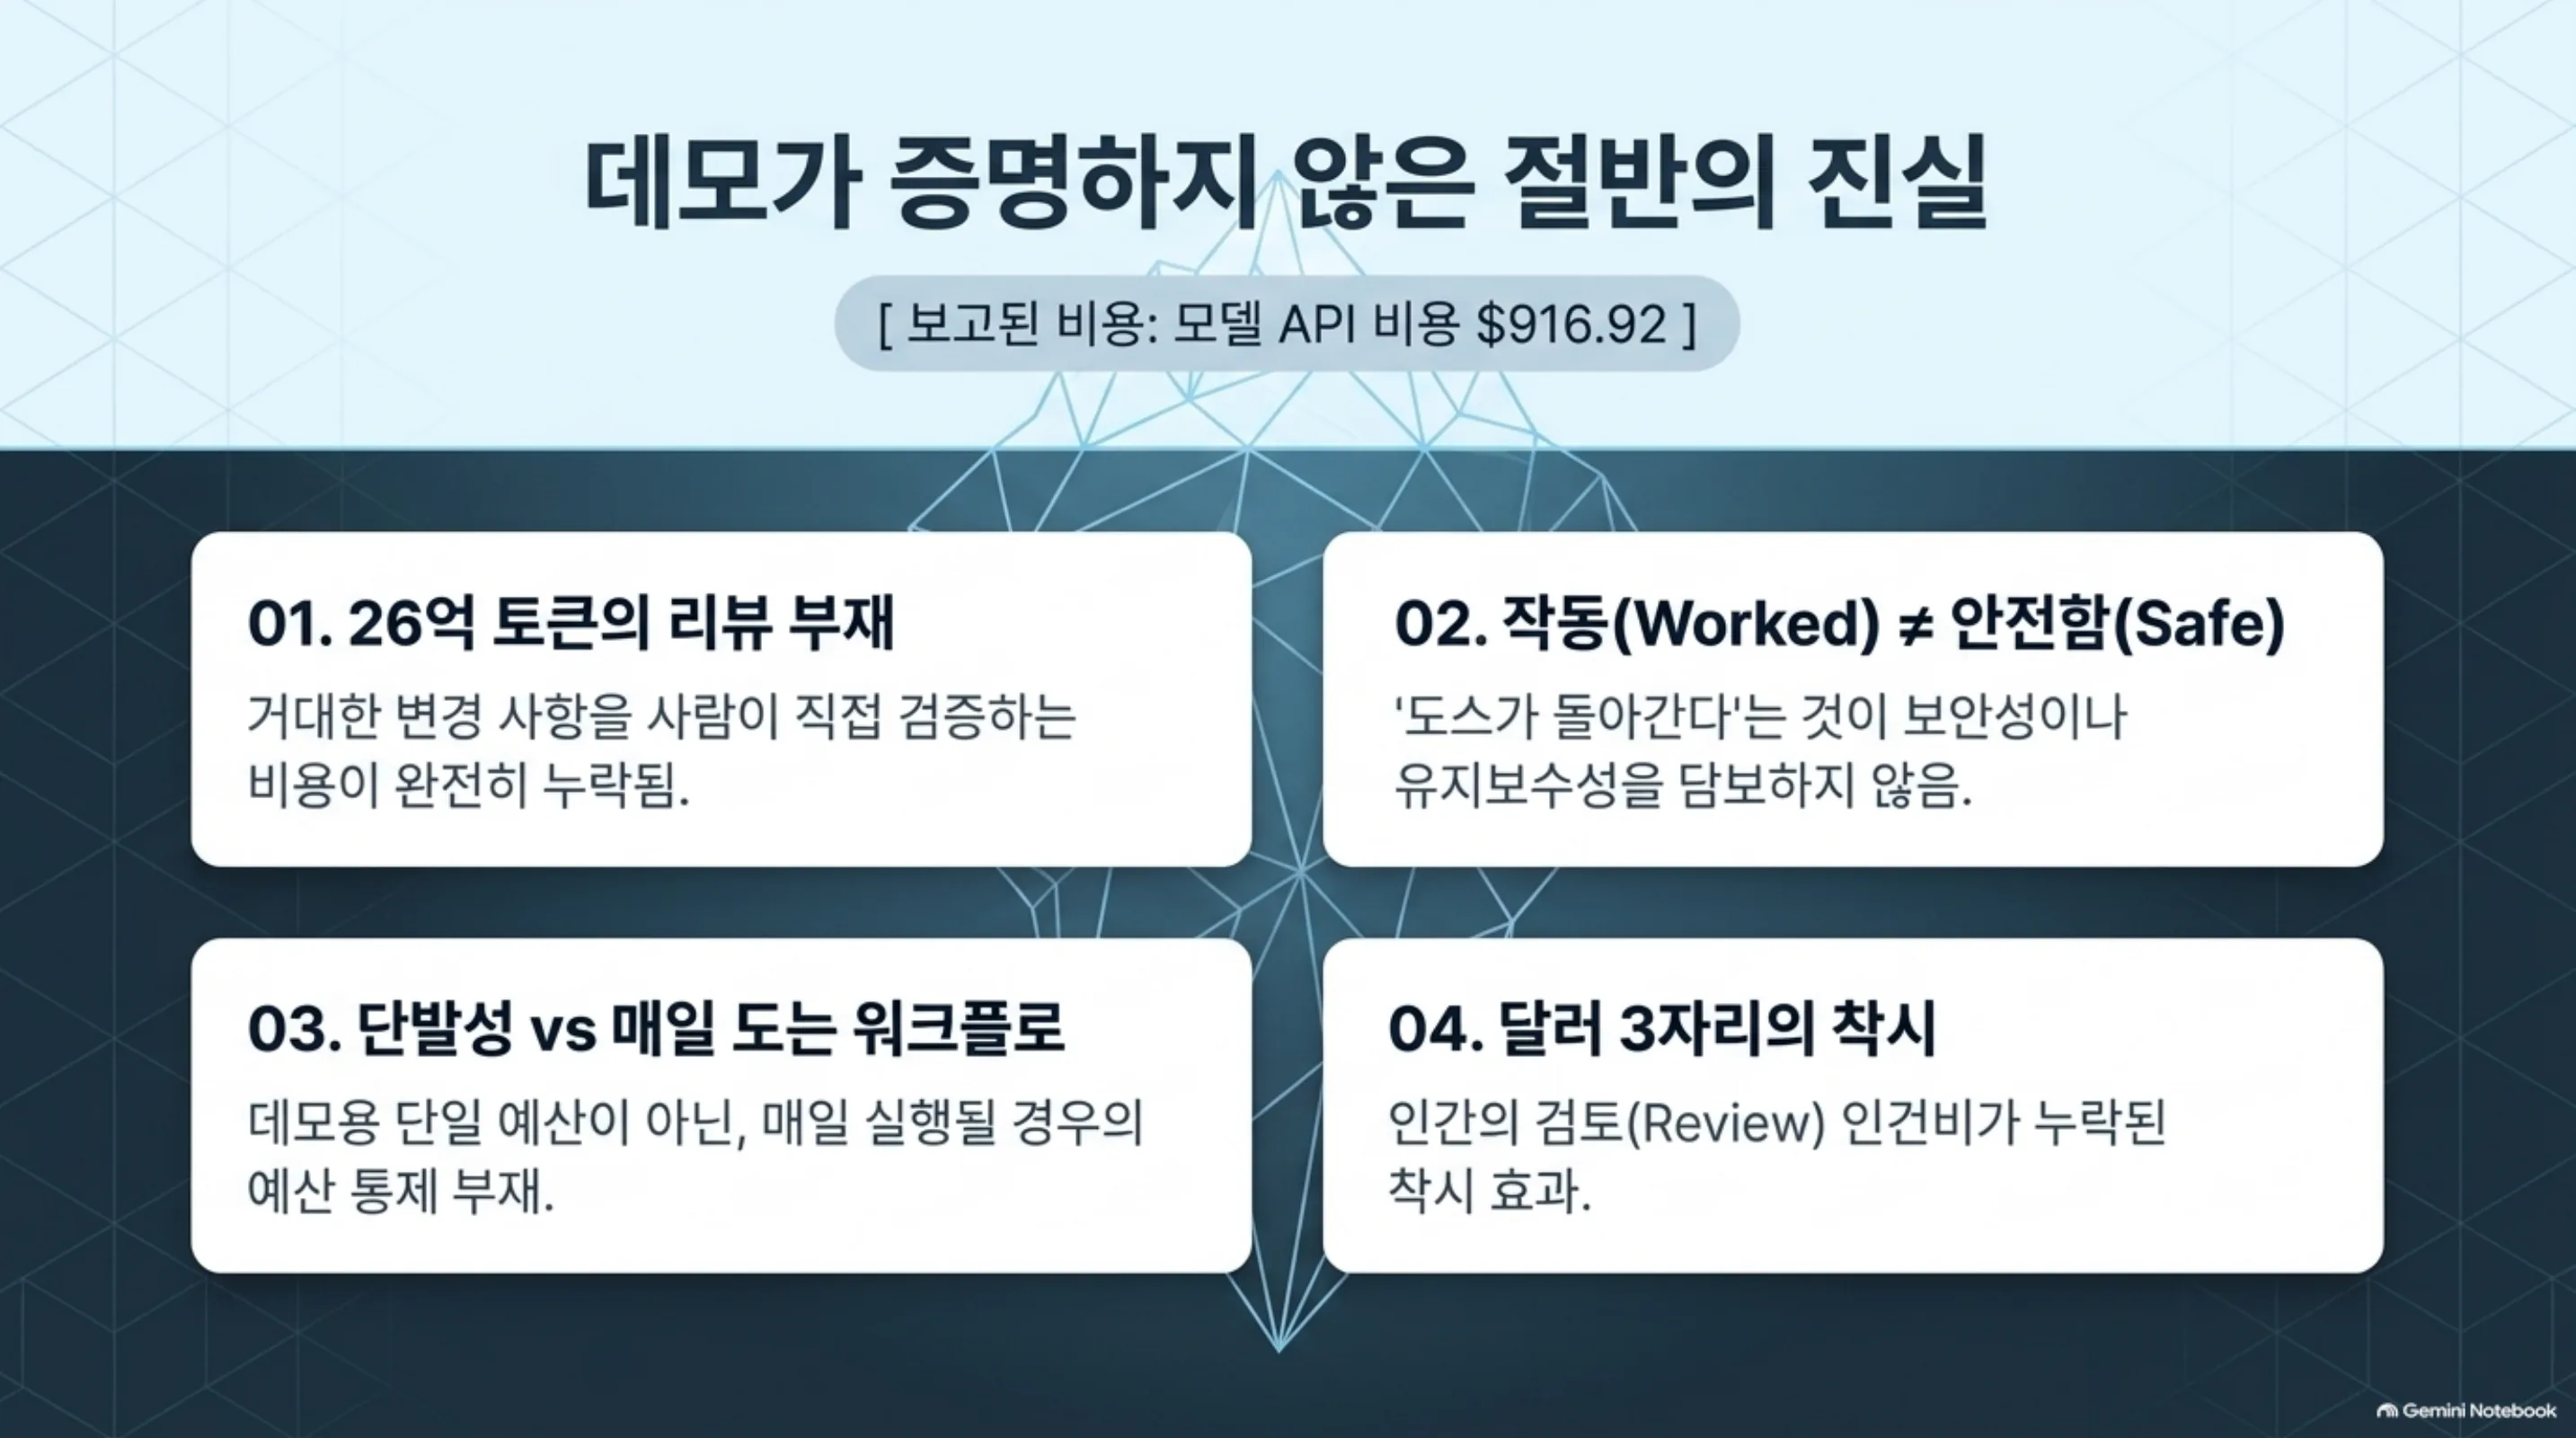 데모가 증명하지 않은 절반의 진실
[ 보고된 비용: 모델 API 비용 $916.92 ]
01. 26억 토큰의 리뷰 부재
거대한 변경 사항을 사람이 직접 검증하는
비용이 완전히 누락됨.
02. 작동(Worked) ≠ 안전함(Safe)
'도스가 돌아간다'는 것이 보안성이나
유지보수성을 담보하지 않음.
03. 단발성 vs 매일 도는 워크플로
데모용 단일 예산이 아닌, 매일 실행될 경우의
예산 통제 부재.
04. 달러 3자리의 착시
인간의 검토(Review) 인건비가 누락된
착시 효과.
Gemini Notebook